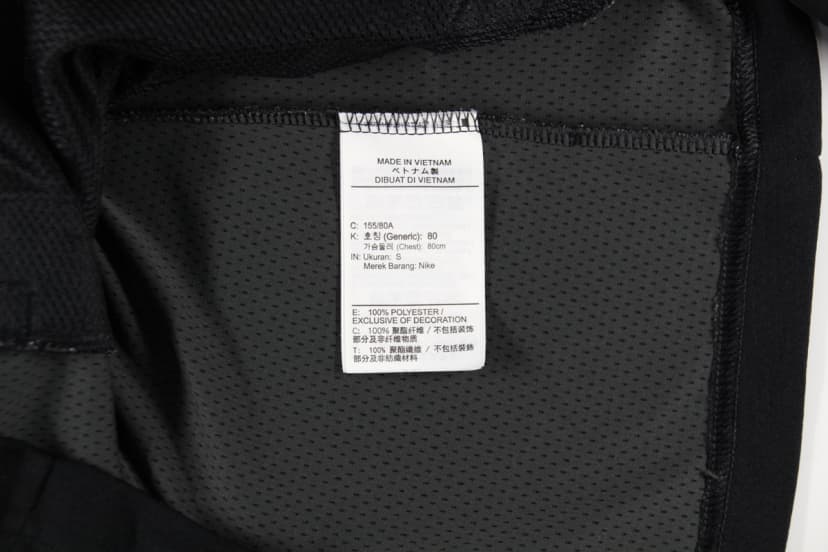 MADE IN VIETNAM
ベトナム製
DIBUAT DI VIETNAM
C: 155/80A
K: 호칭 (Generic): 80
가슴둘레 (Chest): 80cm
IN: Ukuran: S
Merek Barang: Nike
E: 100% POLYESTER /
EXCLUSIVE OF DECORATION
C: 100% 聚酯纤维 / 不包括装饰
部分及非纤维物质
T: 100% 聚酯纖維 / 不包括裝飾
部分及非紡織材料